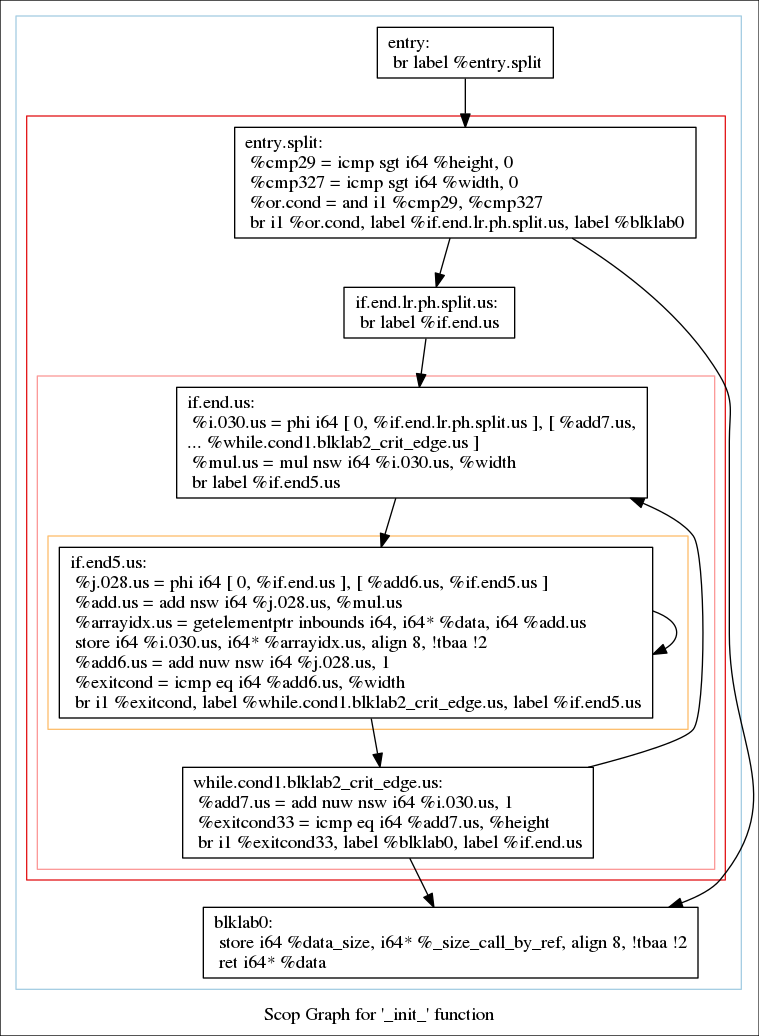 entry:
br label %entry.split
entry.split:
%cmp29 = icmp sgt i64 %height, 0
%cmp327 = icmp sgt i64 %width, 0
%or.cond = and i1 %cmp29, %cmp327
br i1 %or.cond, label %if.end.lr.ph.split.us, label %blklab0
if.end.lr.ph.split.us:
br label %if.end.us
if.end.us:
%i.030.us = phi i64 [ 0, %if.end.lr.ph.split.us ], [ %add7.us,
... %while.cond1.blklab2_crit_edge.us ]
%mul.us = mul nsw i64 %i.030.us, %width
br label %if.end5.us
if.end5.us:
%j.028.us = phi i64 [ 0, %if.end.us ], [ %add6.us, %if.end5.us ]
%add.us = add nsw i64 %j.028.us, %mul.us
%arrayidx.us = getelementptr inbounds i64, i64* %data, i64 %add.us
store i64 %i.030.us, i64* %arrayidx.us, align 8, !tbaa !2
%add6.us = add nuw nsw i64 %j.028.us, 1
%exitcond = icmp eq i64 %add6.us, %width
br i1 %exitcond, label %while.cond1.blklab2_crit_edge.us, label %if.end5.us
while.cond1.blklab2_crit_edge.us:
%add7.us = add nuw nsw i64 %i.030.us, 1
%exitcond33 = icmp eq i64 %add7.us, %height
br i1 %exitcond33, label %blklab0, label %if.end.us
blklab0:
store i64 %data_size, i64* %_size_call_by_ref, align 8, !tbaa !2
ret i64* %data
Scop Graph for '_init_' function